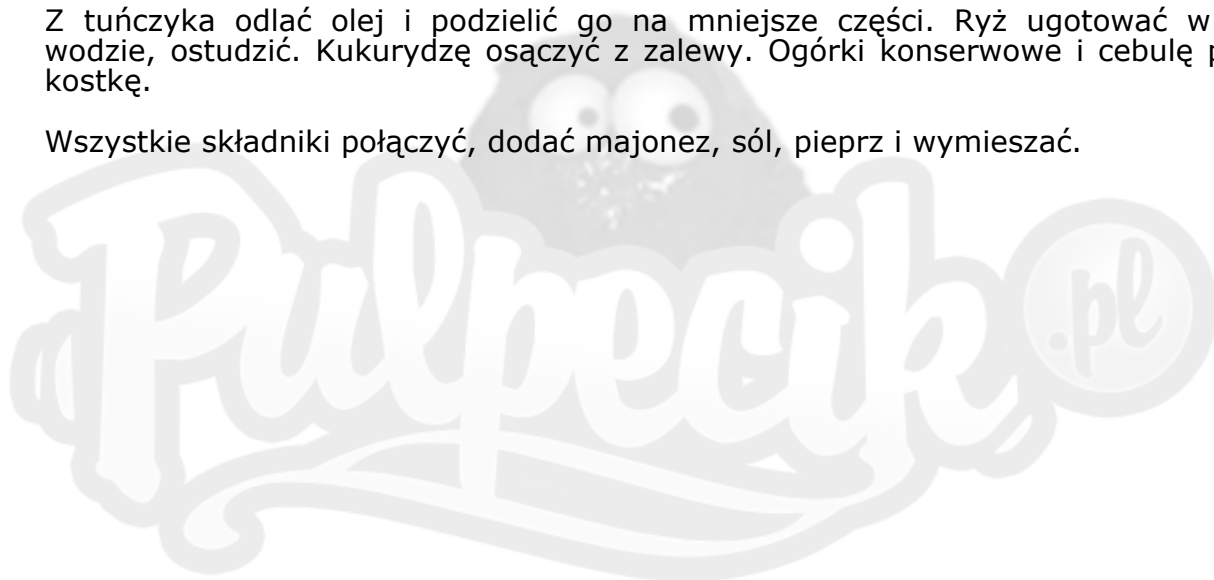 Z tuńczyka odlać olej i podzielić go na mniejsze części. Ryż ugotować w
wodzie, ostudzić. Kukurydzę osączyć z zalewy. Ogórki konserwowe i cebulę
kostkę.
Wszystkie składniki połączyć, dodać majonez, sól, pieprz i wymieszać.
Pulpecik.pl